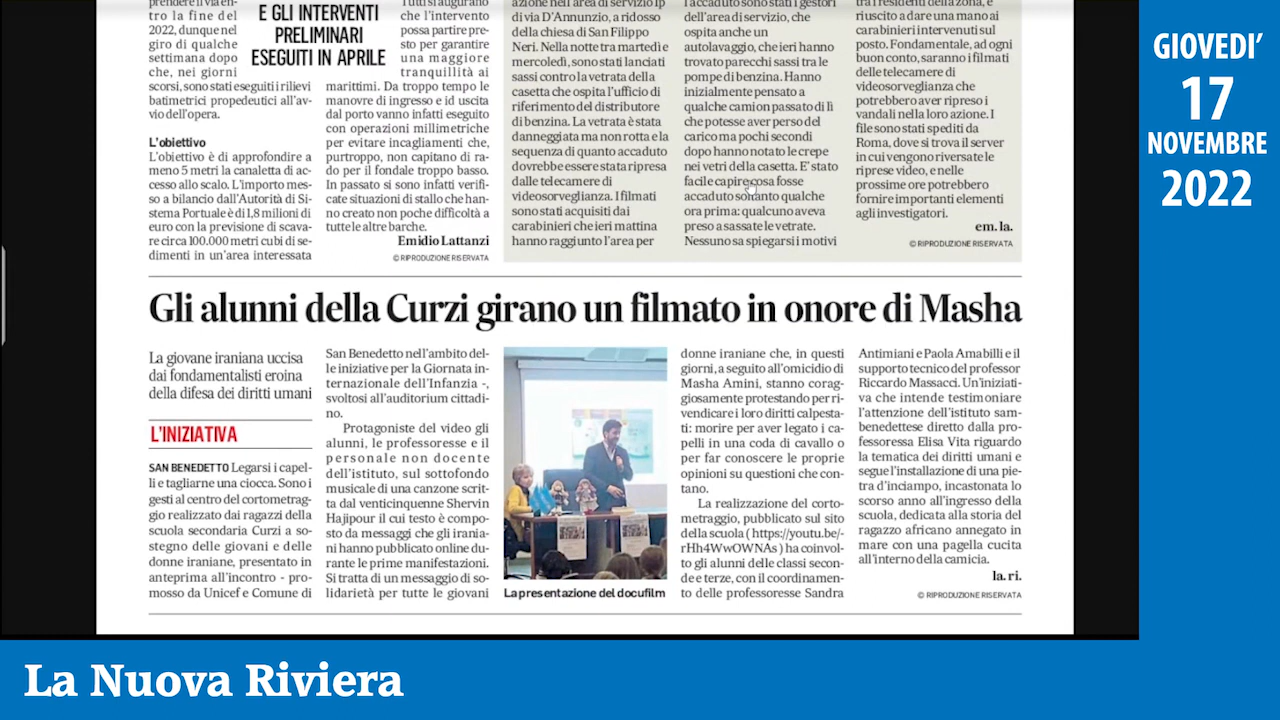 prendere il via en-
tro la fine del
2022, dunque nel
giro di qualche
settimana dopo
che, nei giorni
scorsi, sono stati eseguiti i rilievi
batimetrici propedeutici all'av-
vio dell'opera.
L'obiettivo
L'obiettivo è di approfondire a
meno 5 metri la canaletta di ac-
cesso allo scalo. L'importo mes-
so a bilancio dall'Autorità di Si-
stema Portuale è di 1,8 milioni di
euro con la previsione di scava-
re circa 100.000 metri cubi di se-
dimenti in un'area interessata
E GLI INTERVENTI
PRELIMINARI
ESEGUITI IN APRILE
Tutti si augurano
che l'intervento
possa partire pre-
sto per garantire
una maggiore
tranquillità ai
marittimi. Da troppo tempo le
manovre di ingresso e id uscita
dal porto vanno infatti eseguito
con operazioni millimetriche
per evitare incagliamenti che,
purtroppo, non capitano di ra-
do per il fondale troppo basso.
In passato si sono infatti verifi-
cate situazioni di stallo che han-
no creato non poche difficoltà a
tutte le altre barche.
Emidio Lattanzi
© RIPRODUZIONE RISERVATA
azione nell'area di servizio Ip
di via D'Annunzio, a ridosso
della chiesa di San Filippo
Neri. Nella notte tra martedì e
mercoledì, sono stati lanciati
sassi contro la vetrata della
casetta che ospita l'ufficio di
riferimento del distributore
di benzina. La vetrata è stata
danneggiata ma non rotta e la
sequenza di quanto accaduto
dovrebbe essere stata ripresa
dalle telecamere di
videosorveglianza. I filmati
sono stati acquisiti dai
carabinieri che ieri mattina
hanno raggiunto l'area per
l'accaduto sono stati i gestori
dell'area di servizio, che
ospita anche un
autolavaggio, che ieri hanno
trovato parecchi sassi tra le
pompe di benzina. Hanno
inizialmente pensato a
qualche camion passato di lì
che potesse aver perso del
carico ma pochi secondi
dopo hanno notato le crepe
nei vetri della casetta. E' stato
facile capire cosa fosse
accaduto soltanto qualche
ora prima: qualcuno aveva
preso a sassate le vetrate.
Nessuno sa spiegarsi i motivi
tra i residenti della zona, è
riuscito a dare una mano ai
carabinieri intervenuti sul
posto. Fondamentale, ad ogni
buon conto, saranno i filmati
delle telecamere di
videosorveglianza che
potrebbero aver ripreso i
vandali nella loro azione. I
file sono stati spediti da
Roma, dove si trova il server
in cui vengono riversate le
riprese video, e nelle
prossime ore potrebbero
fornire importanti elementi
agli investigatori.
em. la.
© RIPRODUZIONE RISERVATA
Gli alunni della Curzi girano un filmato in onore di Masha
La giovane iraniana uccisa
dai fondamentalisti eroina
della difesa dei diritti umani
L'INIZIATIVA
SAN BENEDETTO Legarsi i capel-
li e tagliarne una ciocca. Sono i
gesti al centro del cortometrag-
gio realizzato dai ragazzi della
scuola secondaria Curzi a so-
stegno delle giovani e delle
donne iraniane, presentato in
anteprima all'incontro - pro-
mosso da Unicef e Comune di
San Benedetto nell'ambito del-
le iniziative per la Giornata in-
ternazionale dell'Infanzia -,
svoltosi all'auditorium cittadi-
no.
Protagoniste del video gli
alunni, le professoresse e il
personale non docente
dell'istituto, sul sottofondo
musicale di una canzone scrit-
ta dal venticinquenne Shervin
Hajipour il cui testo è compo-
sto da messaggi che gli irania-
ni hanno pubblicato online du-
rante le prime manifestazioni.
Si tratta di un messaggio di so-
lidarietà per tutte le giovani
La presentazione del docufilm
donne iraniane che, in questi
giorni, a seguito all'omicidio di
Masha Amini, stanno corag-
giosamente protestando per ri-
vendicare i loro diritti calpesta-
ti: morire per aver legato i ca-
pelli in una coda di cavallo o
per far conoscere le proprie
opinioni su questioni che con-
tano.
La realizzazione del corto-
metraggio, pubblicato sul sito
della scuola ( https://youtu.be/-
rHh4WwOWNAs ) ha coinvol-
to gli alunni delle classi secon-
de e terze, con il coordinamen-
to delle professoresse Sandra
Antimiani e Paola Amabilli e il
supporto tecnico del professor
Riccardo Massacci. Un'iniziati-
va che intende testimoniare
l'attenzione dell'istituto sam-
benedettese diretto dalla pro-
fessoressa Elisa Vita riguardo
la tematica dei diritti umani e
segue l'installazione di una pie-
tra d'inciampo, incastonata lo
scorso anno all'ingresso della
scuola, dedicata alla storia del
ragazzo africano annegato in
mare con una pagella cucita
all'interno della camicia.
la. ri.
© RIPRODUZIONE RISERVATA
GIOVEDI'
17
NOVEMBRE
2022
La Nuova Riviera